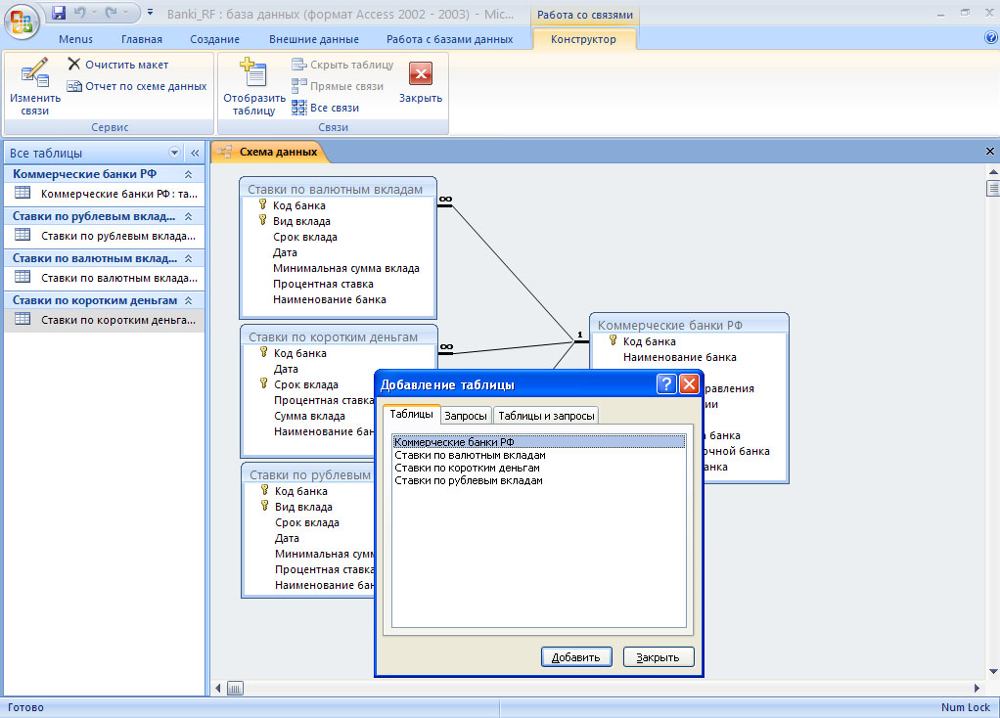 Banki_RF : база данных (формат Access 2002 - 2003) - Mic...
Работа со связями
Menus
Главная
Создание
Внешние данные
Работа с базами данных
Конструктор
Изменить
связи
Очистить макет
Отчет по схеме данных
Сервис
Отобразить
таблицу
Скрыть таблицу
Прямые связи
Все связи
Закрыть
Связи
Все таблицы
Коммерческие банки РФ
Коммерческие банки РФ : та...
Ставки по рублевым вклад...
Ставки по рублевым вклада...
Ставки по валютным вклад...
Ставки по валютным вклада...
Ставки по коротким деньгам
Ставки по коротким деньга...
Схема данных
Ставки по валютным вкладам
Код банка
Вид вклада
Срок вклада
Дата
Минимальная сумма вклада
Процентная ставка
Наименование банка
∞
Ставки по коротким деньгам
Код банка
Дата
Срок вклада
Процентная ставка
Сумма вклада
Наименование бан
∞
Ставки по рублевым
Код банка
Вид вклада
Срок вклада
Дата
Минимальная сумм
Процентная ставка
Наименование бан
1
Коммерческие банки РФ
Код банка
Наименование банка
равления
ии
а банка
очной банка
анка
Добавление таблицы
?
Таблицы
Запросы
Таблицы и запросы
Коммерческие банки РФ
Ставки по валютным вкладам
Ставки по коротким деньгам
Ставки по рублевым вкладам
Добавить
Закрыть
Готово
Num Lock